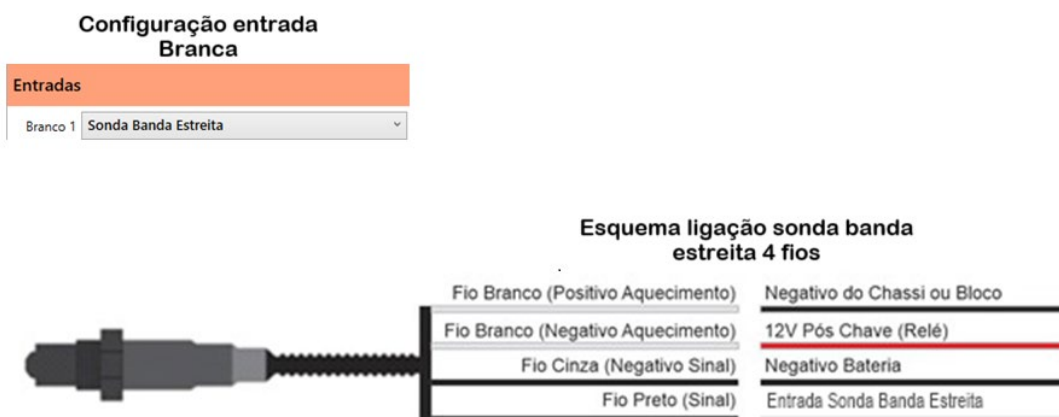 Configuração entrada
Branca
Entradas
Branco 1 Sonda Banda Estreita
Esquema ligação sonda banda
estreita 4 fios
Fio Branco (Positivo Aquecimento) Negativo do Chassi ou Bloco
Fio Branco (Negativo Aquecimento) 12V Pós Chave (Relé)
Fio Cinza (Negativo Sinal) Negativo Bateria
Fio Preto (Sinal) Entrada Sonda Banda Estreita